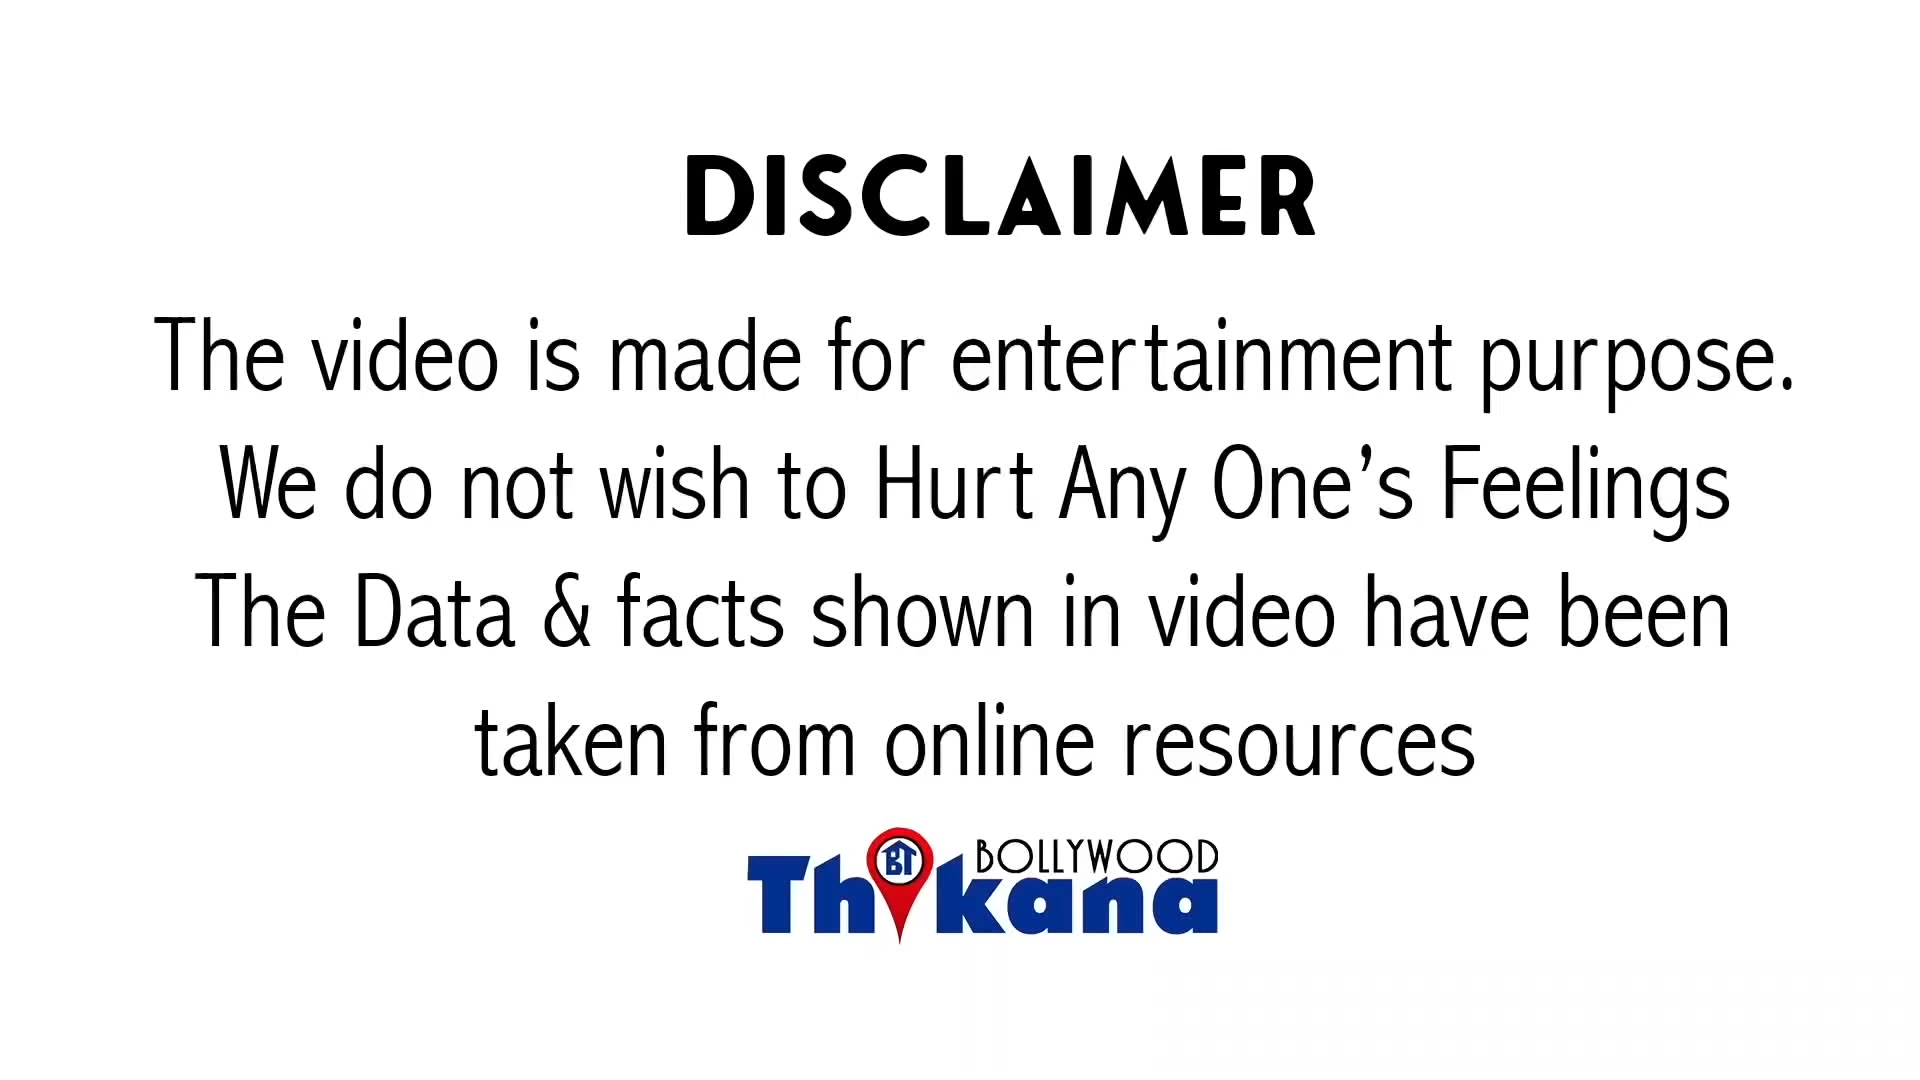 DISCLAIMER
The video is made for entertainment purpose.
We do not wish to Hurt Any One’s Feelings
The Data & facts shown in video have been
taken from online resources
BT BOLLYWOOD
Thikana